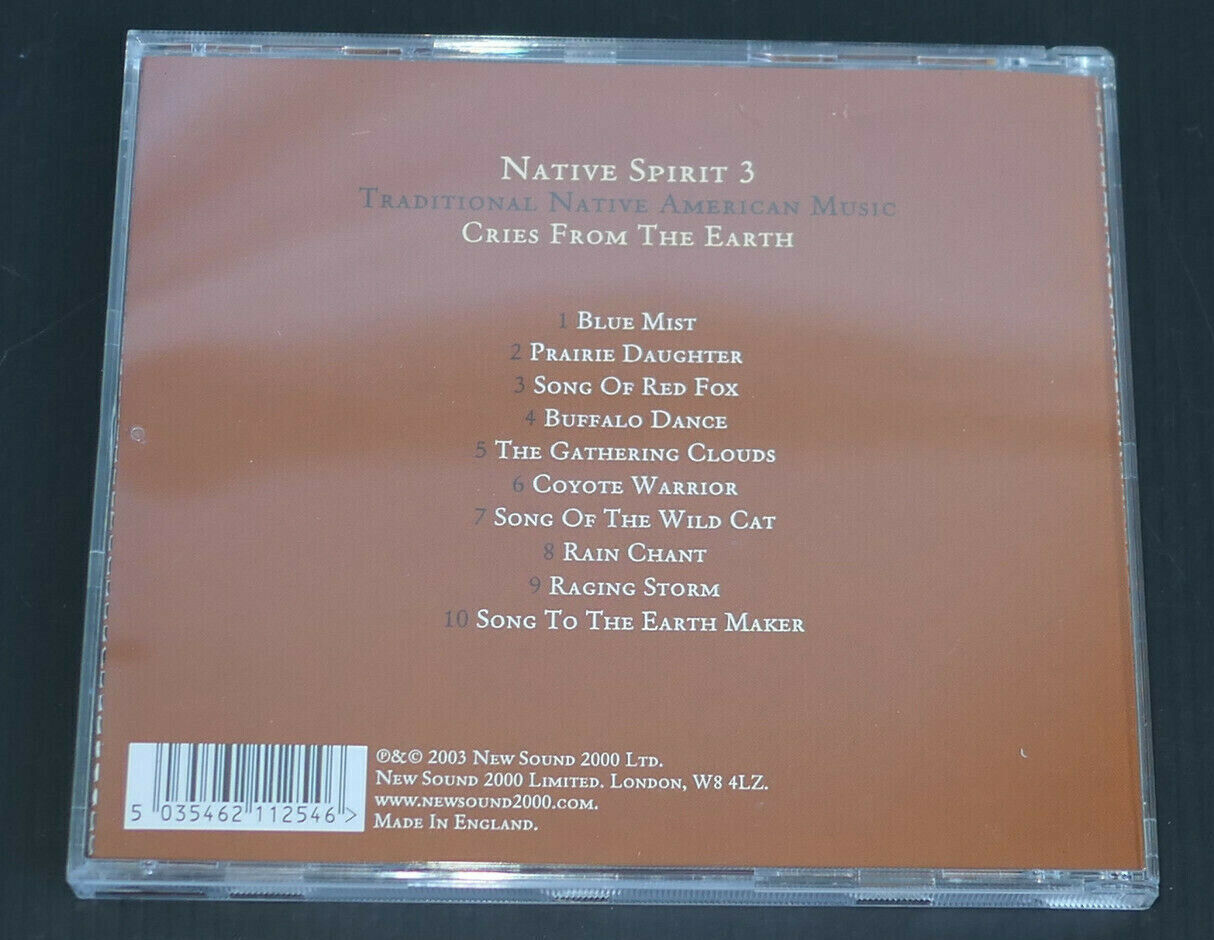 Native Spirit 3
Traditional Native American Music
Cries From The Earth
1 Blue Mist
2 Prairie Daughter
3 Song Of Red Fox
4 Buffalo Dance
5 The Gathering Clouds
6 Coyote Warrior
7 Song Of The Wild Cat
8 Rain Chant
9 Raging Storm
10 Song To The Earth Maker
℗&© 2003 New Sound 2000 Ltd.
New Sound 2000 Limited. London, W8 4LZ.
www.newsound2000.com.
Made In England.
5 035462 112546 >